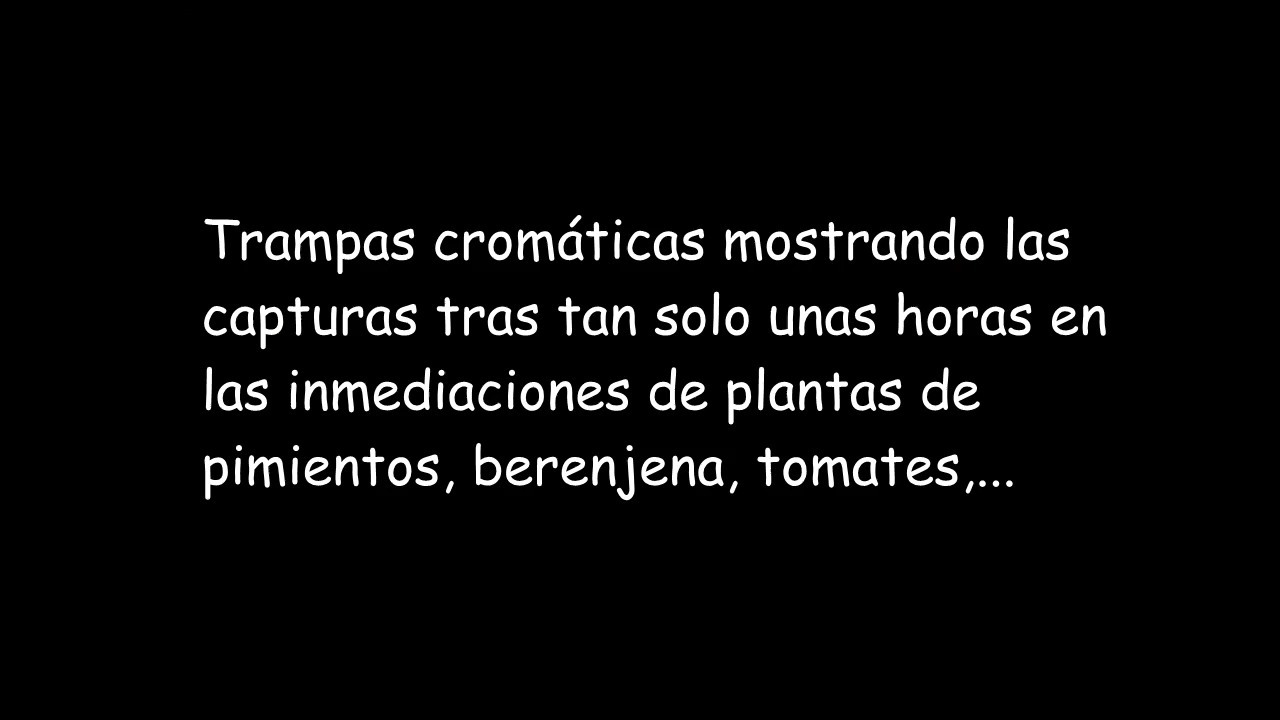 Trampas cromáticas mostrando las
capturas tras tan solo unas horas en
las inmediaciones de plantas de
pimientos, berenjena, tomates,...